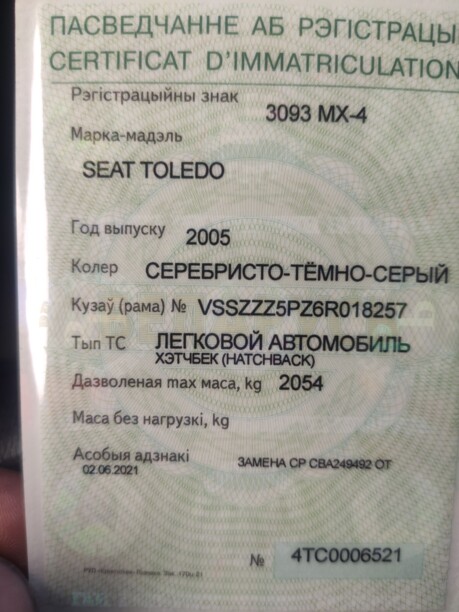 ПАСВЕДЧАННЕ АБ РЭГІСТРАЦЫ
CERTIFICAT D'IMMATRICULATION
Рэгістрацыйны знак
3093 MX-4
Марка-мадэль
SEAT TOLEDO
Год выпуску 2005
Колер СЕРЕБРИСТО-ТЁМНО-СЕРЫЙ
Кузаў (рама) № VSSZZZ5PZ6R018257
Тып ТС ЛЕГКОВОЙ АВТОМОБИЛЬ
ХЭТЧБЕК (HATCHBACK)
Дазволеная max маса, kg 2054
Маса без нагрузкі, kg
Асобыя адзнакі
02.06.2021 ЗАМЕНА СР СВА249492 ОТ
№ 4TC0006521